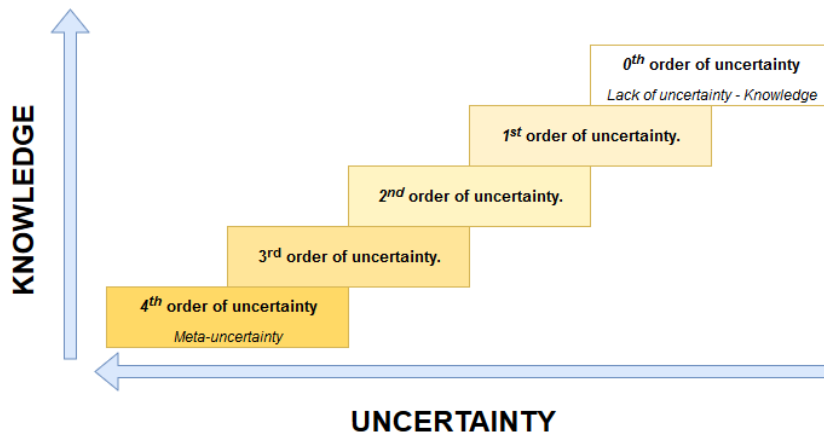 KNOWLEDGE
0th order of uncertainty
Lack of uncertainty - Knowledge
1st order of uncertainty.
2nd order of uncertainty.
3rd order of uncertainty.
4th order of uncertainty
Meta-uncertainty
UNCERTAINTY